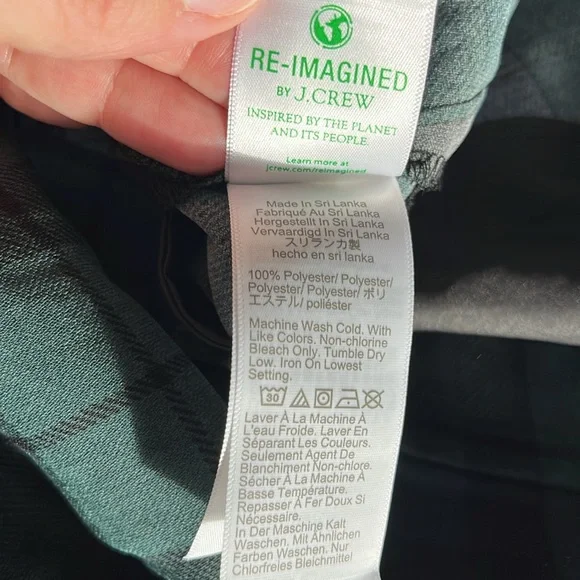 RE-IMAGINED
BY J.CREW
INSPIRED BY THE PLANET
AND ITS PEOPLE.
Learn more at
jcrew.com/reimagined
Made In Sri Lanka
Fabriqué Au Sri Lanka
Hergestellt In Sri Lanka
Vervaardigd In Sri Lanka
スリランカ製
hecho en sri lanka
100% Polyester/ Polyester/
Polyester/ Polyester/ ポリ
エステル/ poliéster
Machine Wash Cold. With
Like Colors. Non-chlorine
Bleach Only. Tumble Dry
Low. Iron On Lowest
Setting.
30
Laver À La Machine À
L'eau Froide. Laver En
Séparant Les Couleurs.
Seulement Agent De
Blanchiment Non-chlore.
Sécher À La Machine À
Basse Température.
Repasser À Fer Doux Si
Nécessaire.
In Der Maschine Kalt
Waschen. Mit Ähnlichen
Farben Waschen. Nur
Chlorfreies Bleichmittel